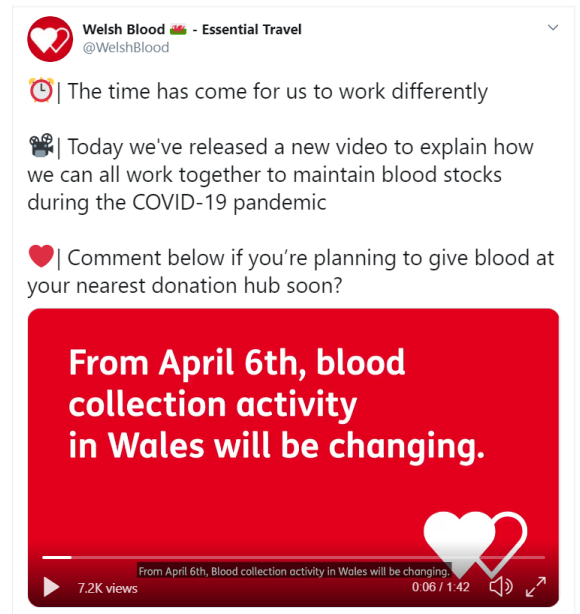 Welsh Blood 🏴󠁧󠁢󠁷󠁬󠁳󠁿 - Essential Travel
@WelshBlood
⏰| The time has come for us to work differently
🎥| Today we've released a new video to explain how
we can all work together to maintain blood stocks
during the COVID-19 pandemic
❤️| Comment below if you’re planning to give blood at
your nearest donation hub soon?
From April 6th, blood
collection activity
in Wales will be changing.
From April 6th, Blood collection activity in Wales will be changing.
7.2K views
0:06 / 1:42